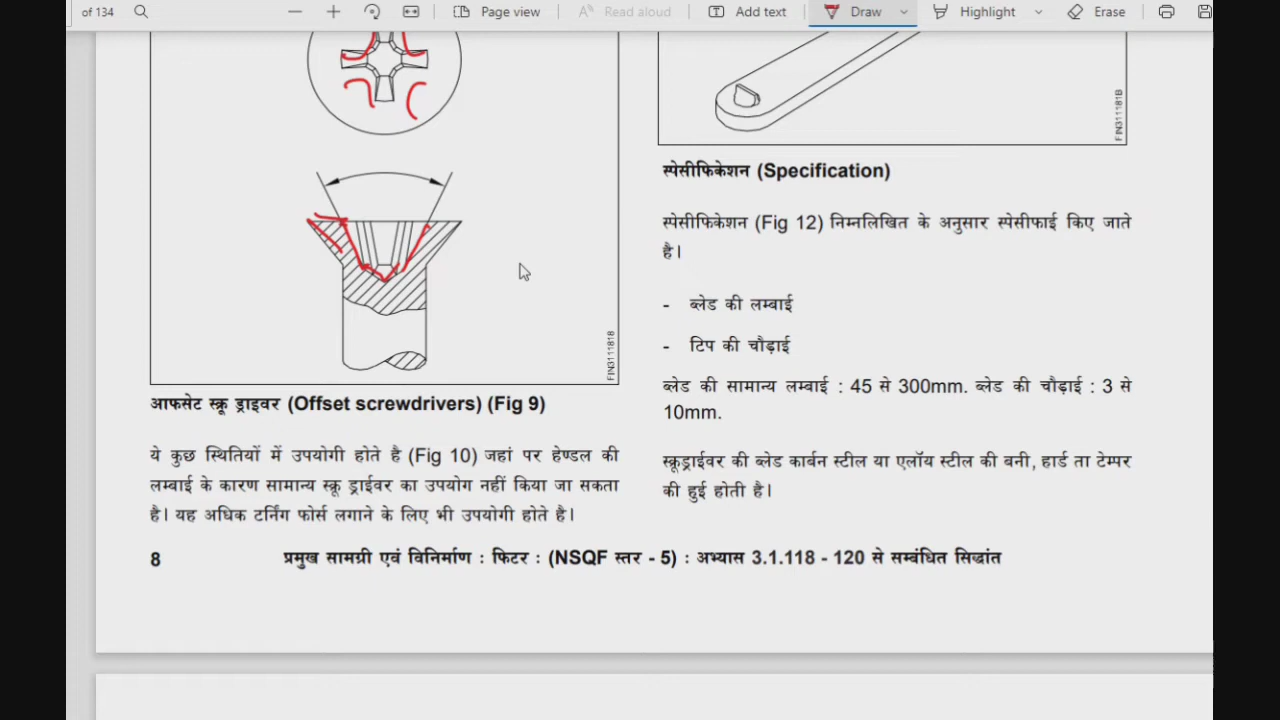 of 134
Page view
Read aloud
Add text
Draw
Highlight
Erase
FIN3111818
आफसेट स्क्रू ड्राइवर (Offset screwdrivers) (Fig 9)
ये कुछ स्थितियों में उपयोगी होते है (Fig 10) जहां पर हेण्डल की
लम्बाई के कारण सामान्य स्क्रू ड्राईवर का उपयोग नहीं किया जा सकता
है। यह अधिक टर्निंग फोर्स लगाने के लिए भी उपयोगी होते है।
FIN311181B
स्पेसीफिकेशन (Specification)
स्पेसीफिकेशन (Fig 12) निम्नलिखित के अनुसार स्पेसीफाई किए जाते
है।
- ब्लेड की लम्बाई
- टिप की चौड़ाई
ब्लेड की सामान्य लम्बाई : 45 से 300mm. ब्लेड की चौड़ाई : 3 से
10mm.
स्क्रूड्राईवर की ब्लेड कार्बन स्टील या एलॉय स्टील की बनी, हार्ड ता टेम्पर
की हुई होती है।
8 प्रमुख सामग्री एवं विनिर्माण : फिटर : (NSQF स्तर - 5) : अभ्यास 3.1.118 - 120 से सम्बंधित सिद्धांत